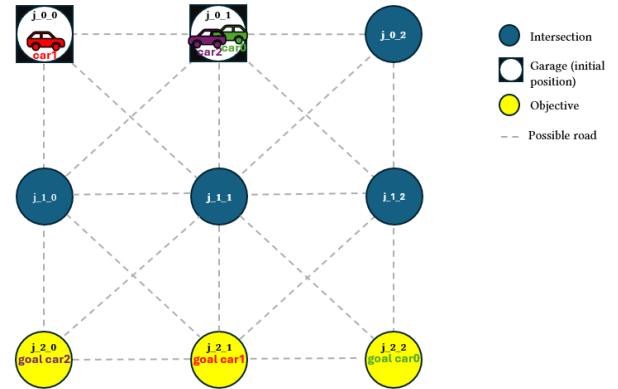 j_0_0
car1
j_0_1
car2
car0
j_0_2
Intersection
Garage (initial
position)
Objective
Possible road
j_1_0
j_1_1
j_1_2
j_2_0
goal car2
j_2_1
goal car1
j_2_2
goal car0